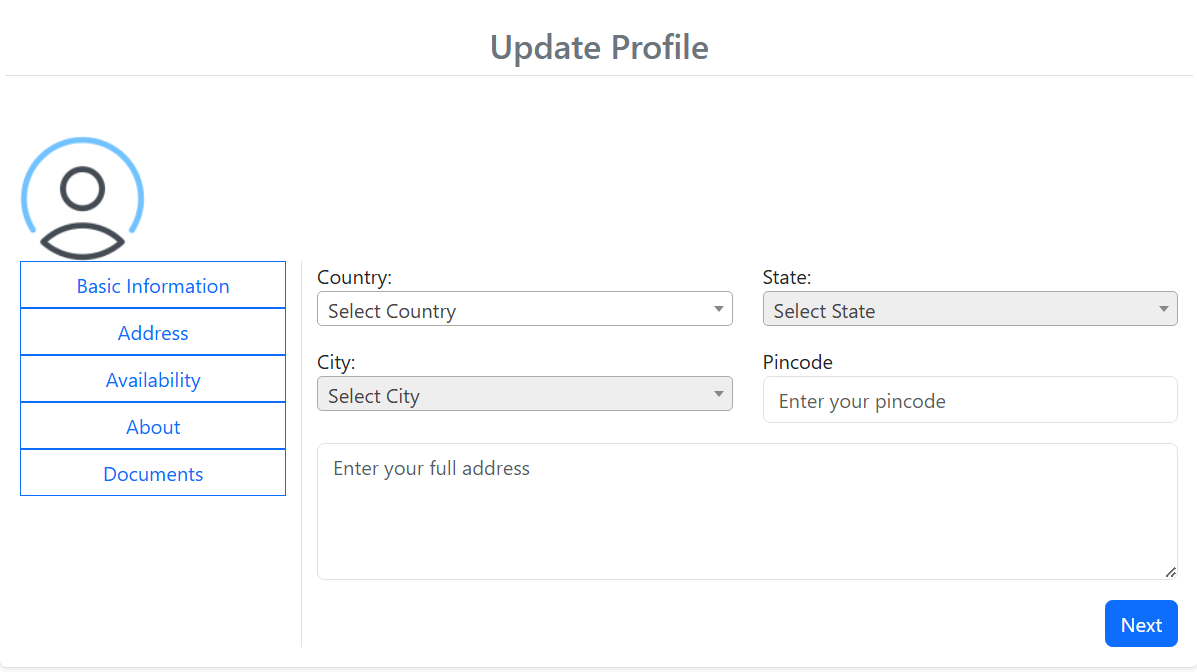 Update Profile
Basic Information
Address
Availability
About
Documents
Country:
Select Country
State:
Select State
City:
Select City
Pincode
Enter your pincode
Enter your full address
Next